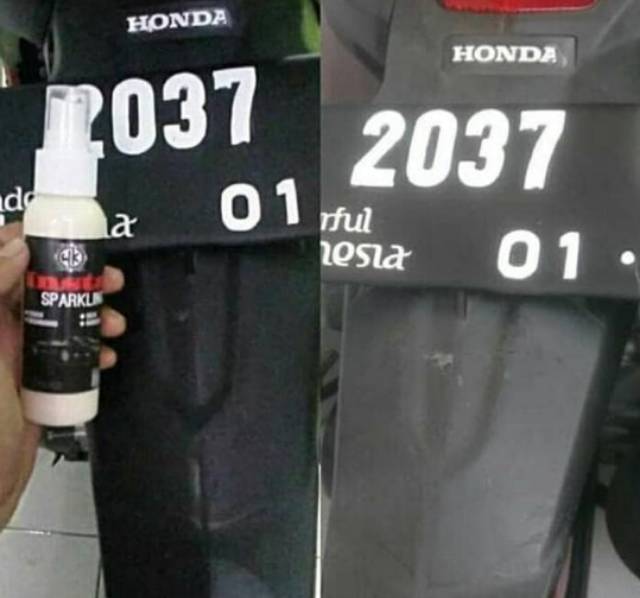 HONDA
2037
01
a
SPARKLIN
HONDA
2037
rful
nesia
01 •